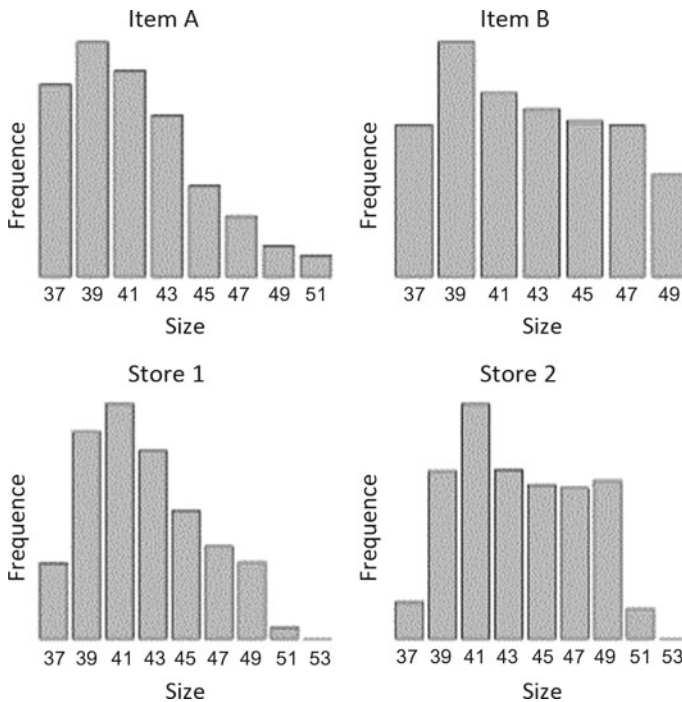 Item A
Frequence
37 39 41 43 45 47 49 51
Size
Item B
Frequence
37 39 41 43 45 47 49
Size
Store 1
Frequence
37 39 41 43 45 47 49 51 53
Size
Store 2
Frequence
37 39 41 43 45 47 49 51 53
Size